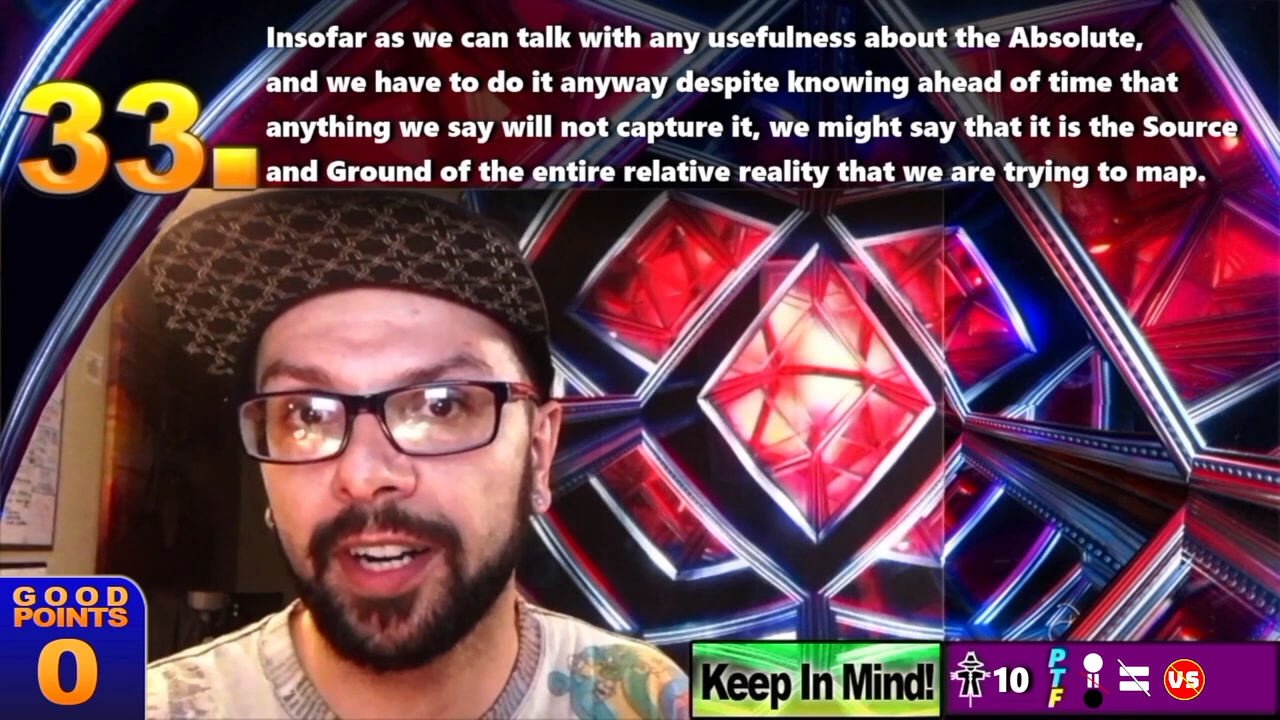 33.
Insofar as we can talk with any usefulness about the Absolute,
and we have to do it anyway despite knowing ahead of time that
anything we say will not capture it, we might say that it is the Source
and Ground of the entire relative reality that we are trying to map.
GOOD
POINTS
0
Keep In Mind!
10
PTF
VS